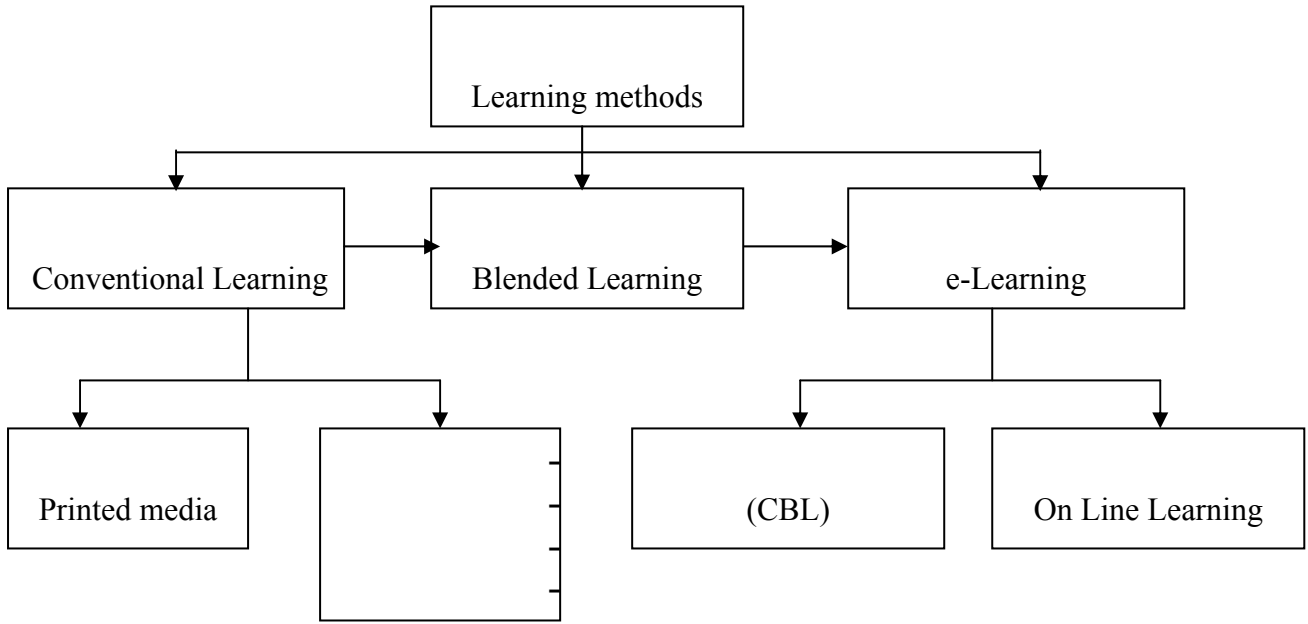 Learning methods
Conventional Learning
Blended Learning
e-Learning
Printed media
(CBL)
On Line Learning